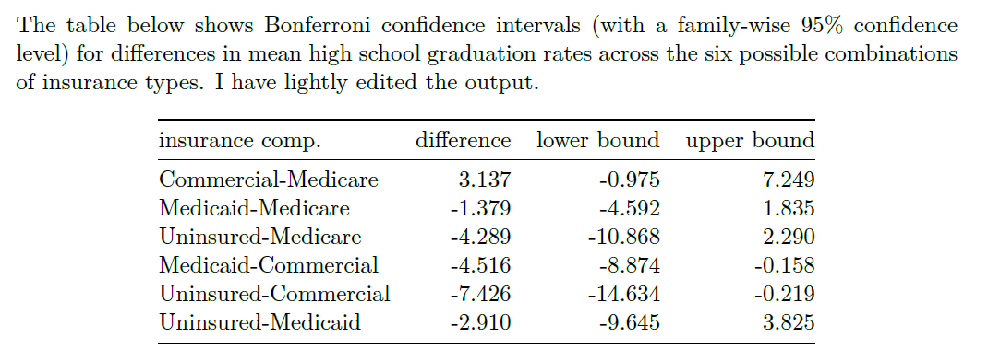 The table below shows Bonferroni confidence intervals (with a family-wise 95% confidence
level) for differences in mean high school graduation rates across the six possible combinations
of insurance types. I have lightly edited the output.
insurance comp. difference lower bound upper bound
Commercial-Medicare 3.137 -0.975 7.249
Medicaid-Medicare -1.379 -4.592 1.835
Uninsured-Medicare -4.289 -10.868 2.290
Medicaid-Commercial -4.516 -8.874 -0.158
Uninsured-Commercial -7.426 -14.634 -0.219
Uninsured-Medicaid -2.910 -9.645 3.825